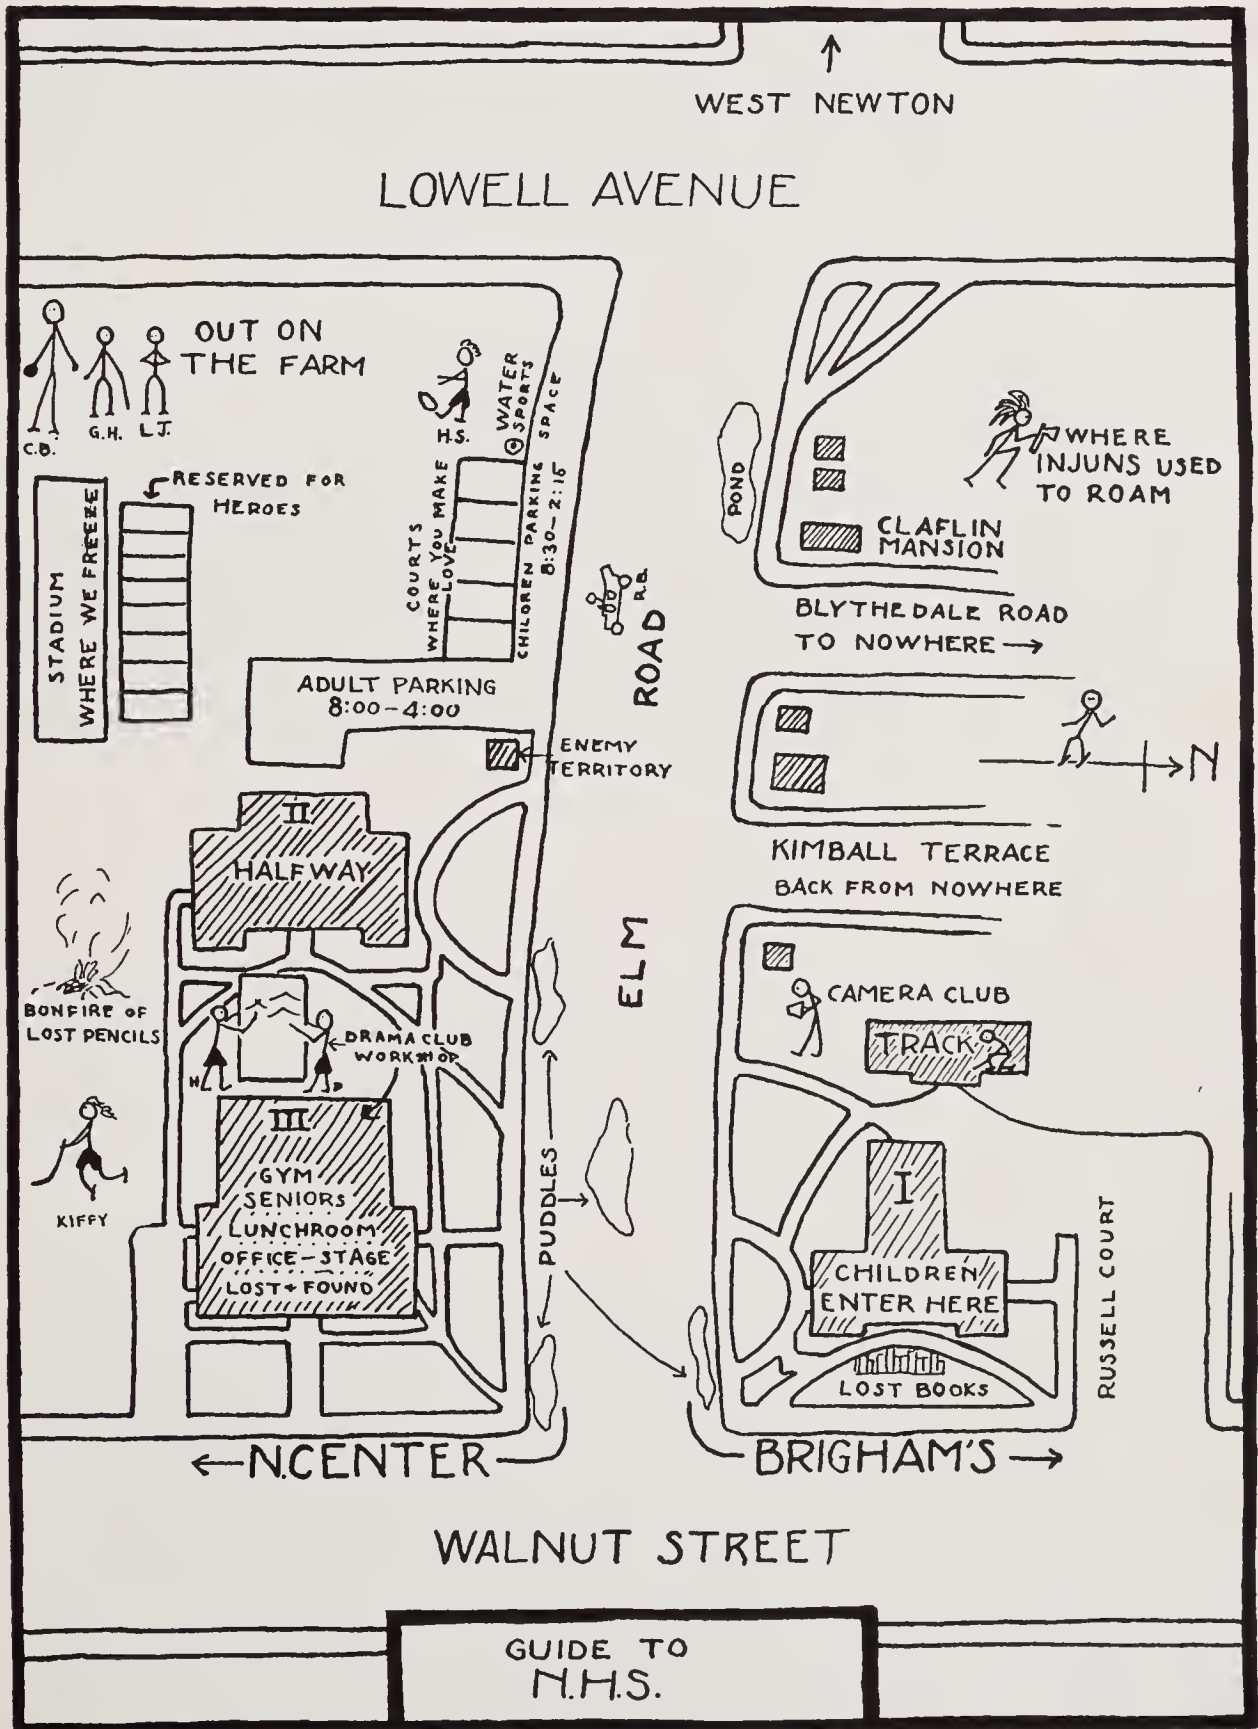 WEST NEWTON
LOWELL AVENUE
OUT ON
THE FARM
C.B.
G.H.
L.J.
H.S.
WATER
SPORTS
RESERVED FOR
HEROES
STADIUM
WHERE WE FREEZE
COURTS
WHERE YOU MAKE
LOVE
CHILDREN PARKING SPACE
8:30-2:15
POND
WHERE
INJUNS USED
TO ROAM
CLAFLIN
MANSION
R.B.
BLYTHEDALE ROAD
TO NOWHERE
ELM ROAD
ADULT PARKING
8:00-4:00
ENEMY
TERRITORY
N
II
HALFWAY
KIMBALL TERRACE
BACK FROM NOWHERE
BONFIRE OF
LOST PENCILS
DRAMA CLUB
WORKSHOP
H
P
CAMERA CLUB
TRACK
KIFFY
III
GYM
SENIORS
LUNCHROOM
OFFICE-STAGE
LOST + FOUND
PUDDLES
I
CHILDREN
ENTER HERE
LOST BOOKS
RUSSELL COURT
N.CENTER
BRIGHAM'S
WALNUT STREET
GUIDE TO
N.H.S.